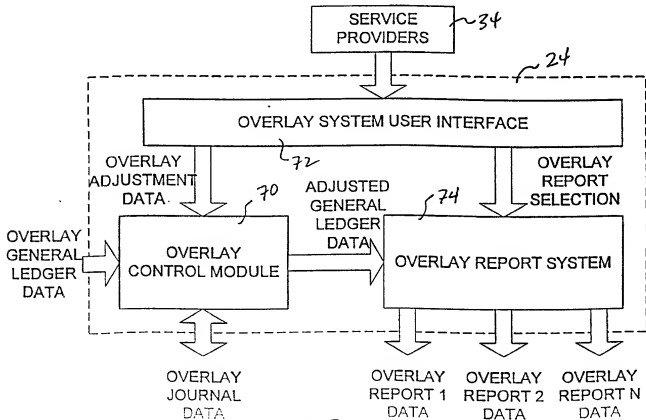 SERVICE
PROVIDERS
34
24
OVERLAY SYSTEM USER INTERFACE
72
OVERLAY
ADJUSTMENT
DATA
OVERLAY
REPORT
SELECTION
70
ADJUSTED
GENERAL
LEDGER
DATA
74
OVERLAY
GENERAL
LEDGER
DATA
OVERLAY
CONTROL MODULE
OVERLAY REPORT SYSTEM
OVERLAY
JOURNAL
DATA
OVERLAY
REPORT 1
DATA
OVERLAY
REPORT 2
DATA
OVERLAY
REPORT N
DATA